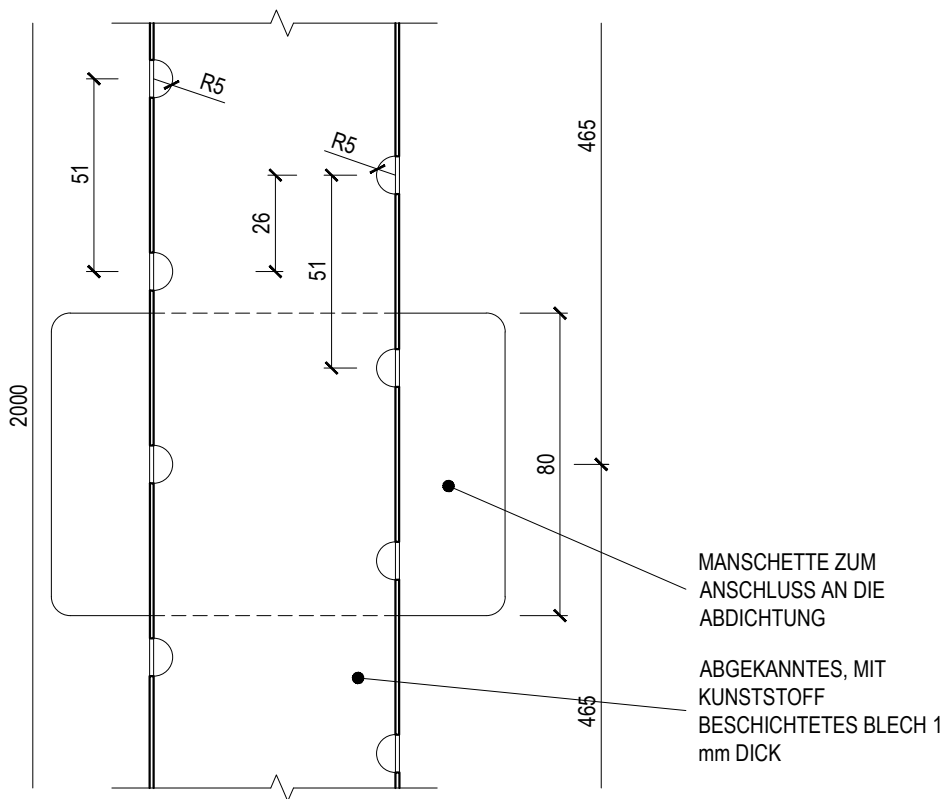 R5
51
R5
26
51
465
2000
80
MANSCHETTE ZUM
ANSCHLUSS AN DIE
ABDICHTUNG
ABGEKANNTES, MIT
KUNSTSTOFF
BESCHICHTETES BLECH 1
mm DICK
465